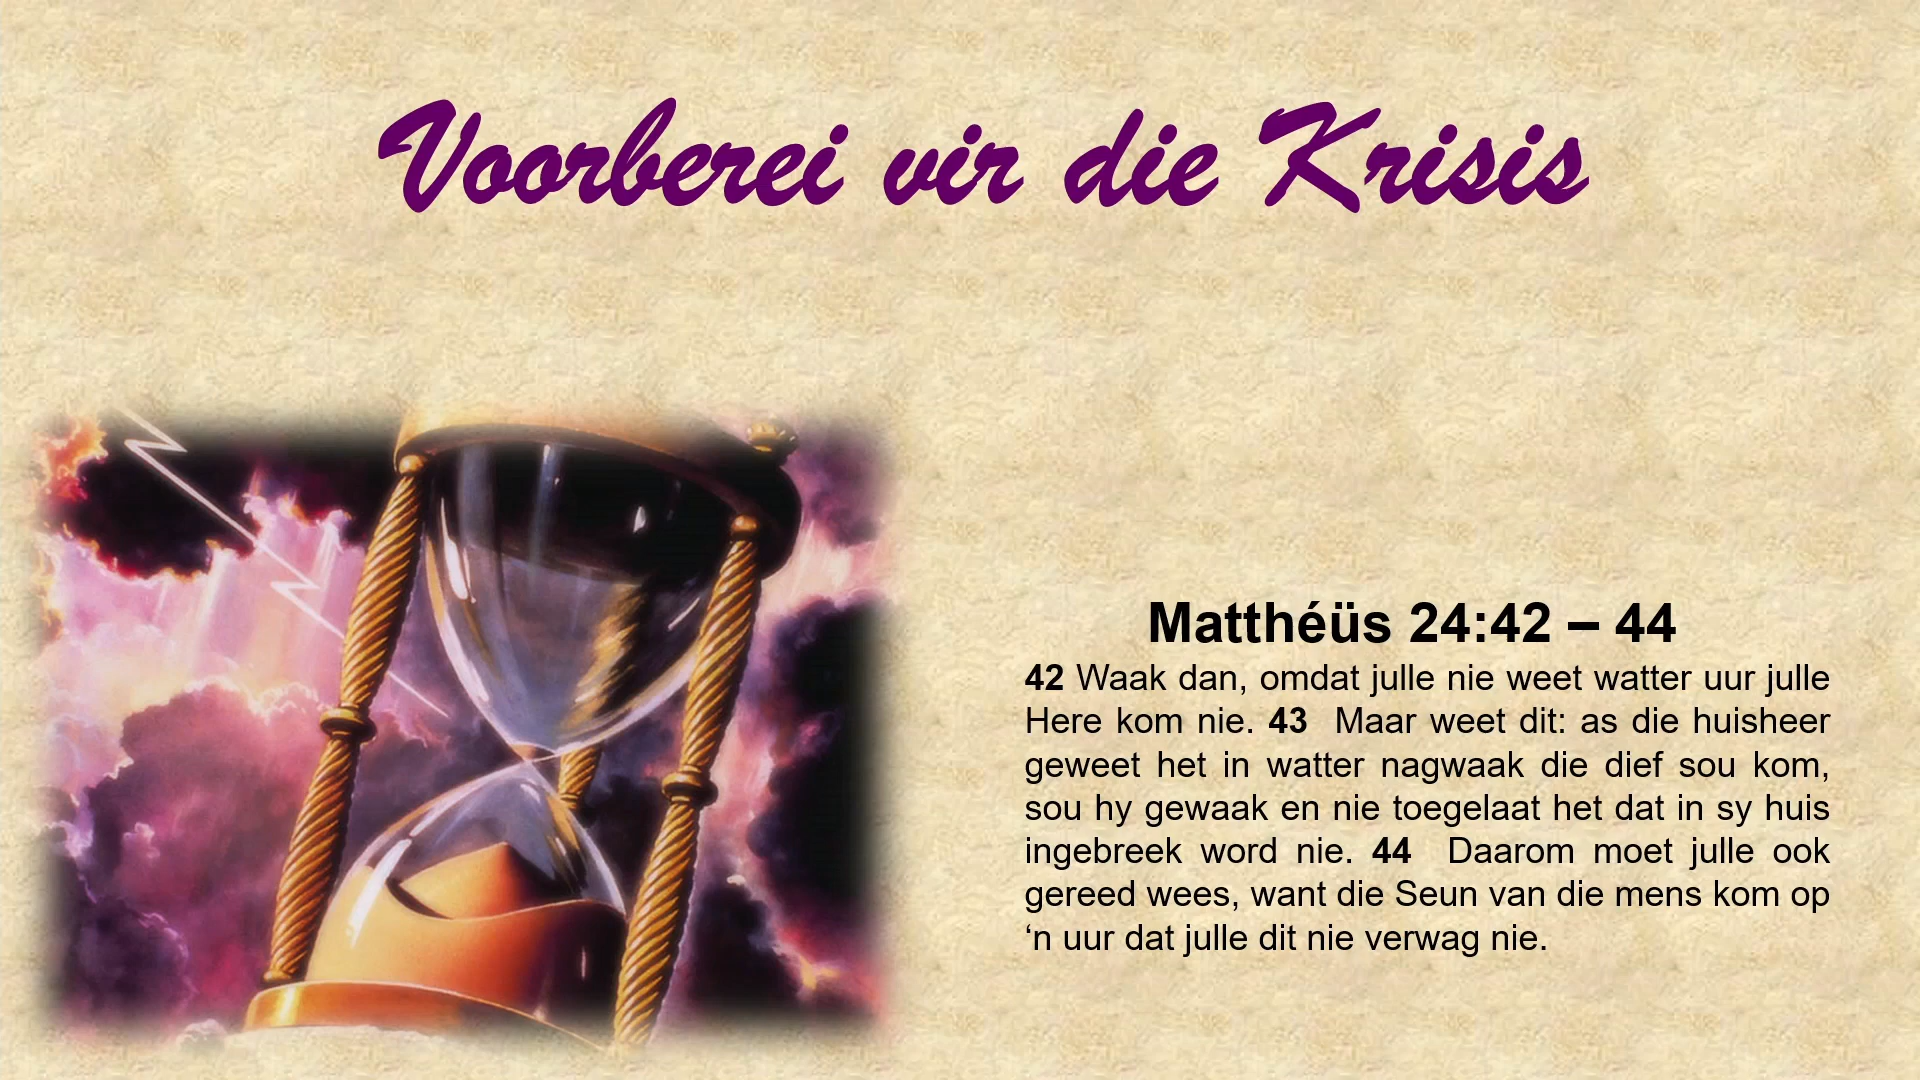 Voorberei vir die Krisis
Matthéüs 24:42 – 44
42 Waak dan, omdat julle nie weet watter uur julle
Here kom nie. 43 Maar weet dit: as die huisheer
geweet het in watter nagwaak die dief sou kom,
sou hy gewaak en nie toegelaat het dat in sy huis
ingebreek word nie. 44 Daarom moet julle ook
gereed wees, want die Seun van die mens kom op
‘n uur dat julle dit nie verwag nie.